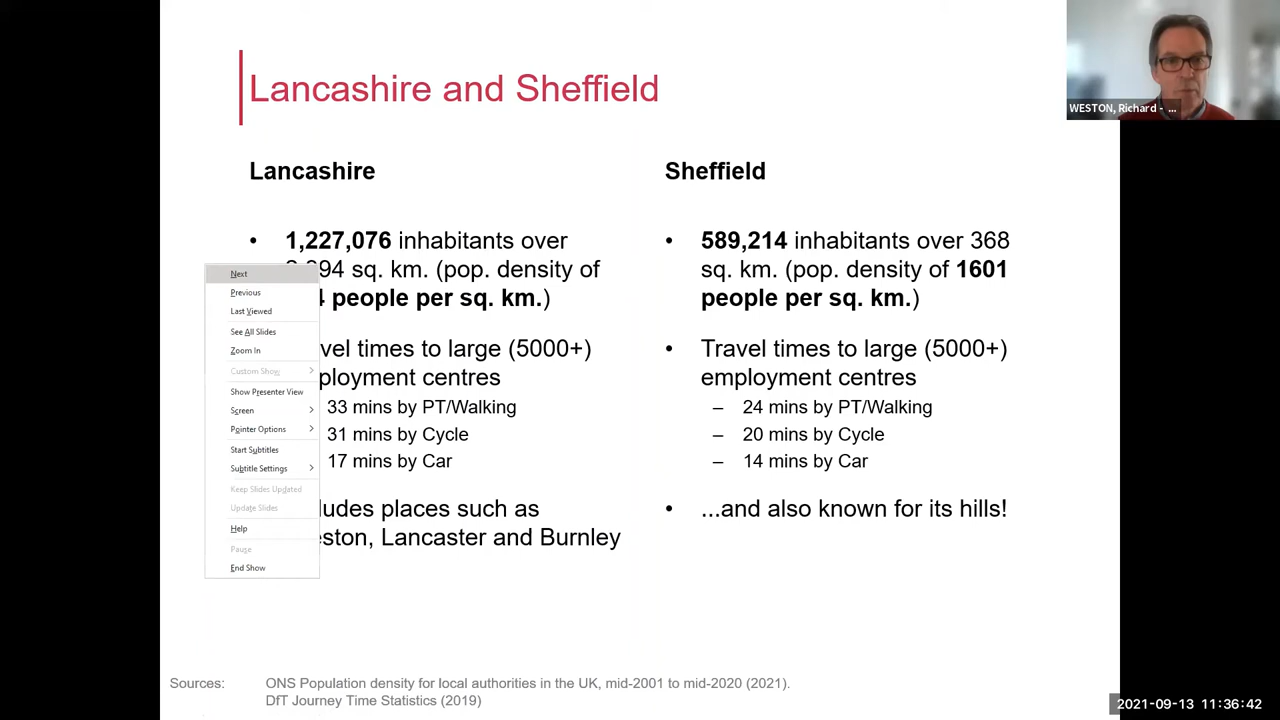 Lancashire and Sheffield
WESTON, Richard - ...
Lancashire
1,227,076 inhabitants over
sq. km. (pop. density of
people per sq. km.)
large (5000+)
Travel times to
centres
33 mins by PT/Walking
31 mins by Cycle
17 mins by Car
places such as
Lancaster and Burnley
Sheffield
589,214 inhabitants over 368
sq. km. (pop. density of 1601
people per sq. km.)
Travel times to large (5000+)
employment centres
– 24 mins by PT/Walking
– 20 mins by Cycle
– 14 mins by Car
...and also known for its hills!
Next
Previous
Last Viewed
See All Slides
Zoom In
Custom Show
Show Presenter View
Screen
Pointer Options
Start Subtitles
Subtitle Settings
Keep Slides Updated
Update Slides
Help
Pause
End Show
Sources: ONS Population density for local authorities in the UK, mid-2001 to mid-2020 (2021).
DfT Journey Time Statistics (2019)
2021-09-13 11:36:42